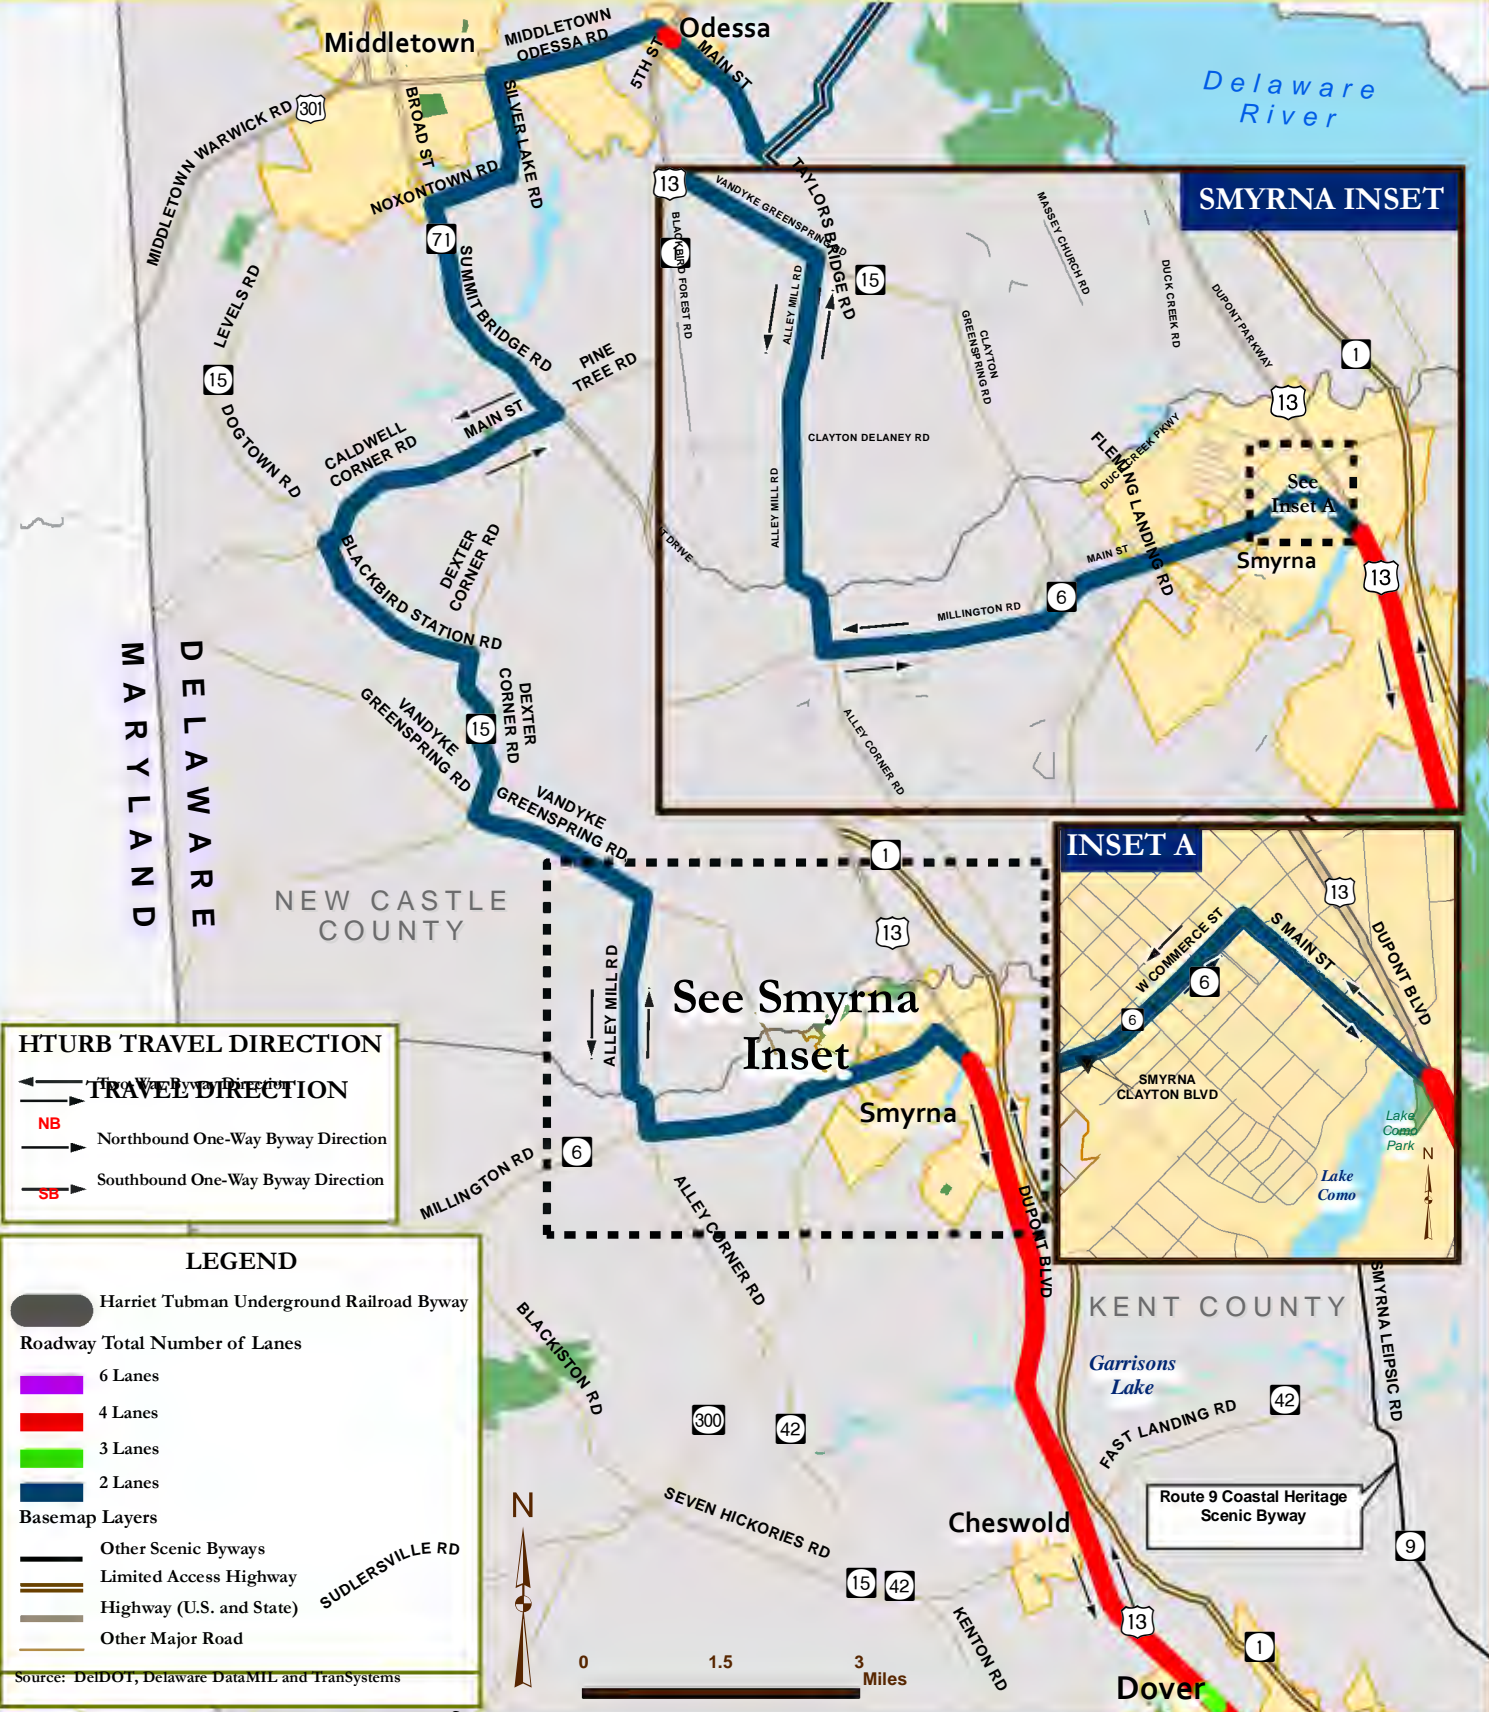 Middletown
MIDDLETOWN
ODESSA RD
Odessa
5TH ST
MAIN ST
Delaware
River
MIDDLETOWN WARWICK RD
301
BROAD ST
SILVER LAKE RD
NOXONTOWN RD
71
SUMMIT BRIDGE RD
LEVELS RD
15
DOGTOWN RD
PINE
TREE RD
MAIN ST
CALDWELL
CORNER RD
BLACKBIRD STATION RD
DEXTER
CORNER RD
DEXTER
CORNER RD
15
VANDYKE
GREENSPRING RD
VANDYKE
GREENSPRING RD
MARYLAND
DELAWARE
NEW CASTLE
COUNTY
SMYRNA INSET
13
VANDYKE GREENSPRING RD
TAYLORS BRIDGE RD
BLACKBIRD FOREST RD
1
15
ALLEY MILL RD
MASSEY CHURCH RD
DUCK CREEK RD
DUPONT PARKWAY
1
CLAYTON
GREENSPRING RD
13
CLAYTON DELANEY RD
DUCK CREEK PKWY
FLEMING LANDING RD
ALLEY MILL RD
See
Inset A
T DRIVE
MAIN ST
Smyrna
13
6
MILLINGTON RD
ALLEY CORNER RD
INSET A
13
W COMMERCE ST
S MAIN ST
DUPONT BLVD
6
6
SMYRNA
CLAYTON BLVD
Lake
Como
Park
N
Lake
Como
1
13
ALLEY MILL RD
See Smyrna
Inset
Smyrna
6
MILLINGTON RD
ALLEY CORNER RD
DUPONT BLVD
HTURB TRAVEL DIRECTION
Two-Way Byway Direction
TRAVEL DIRECTION
NB
Northbound One-Way Byway Direction
Southbound One-Way Byway Direction
SB
LEGEND
Harriet Tubman Underground Railroad Byway
Roadway Total Number of Lanes
6 Lanes
4 Lanes
3 Lanes
2 Lanes
Basemap Layers
Other Scenic Byways
Limited Access Highway
Highway (U.S. and State)
Other Major Road
Source: DelDOT, Delaware DataMIL and TranSystems
SUDLERSVILLE RD
BLACKISTON RD
KENT COUNTY
SMYRNA LEIPSIC RD
Garrisons
Lake
300
42
FAST LANDING RD
42
N
SEVEN HICKORIES RD
Cheswold
Route 9 Coastal Heritage
Scenic Byway
9
15
42
KENTON RD
13
1
0 1.5 3
Miles
Dover